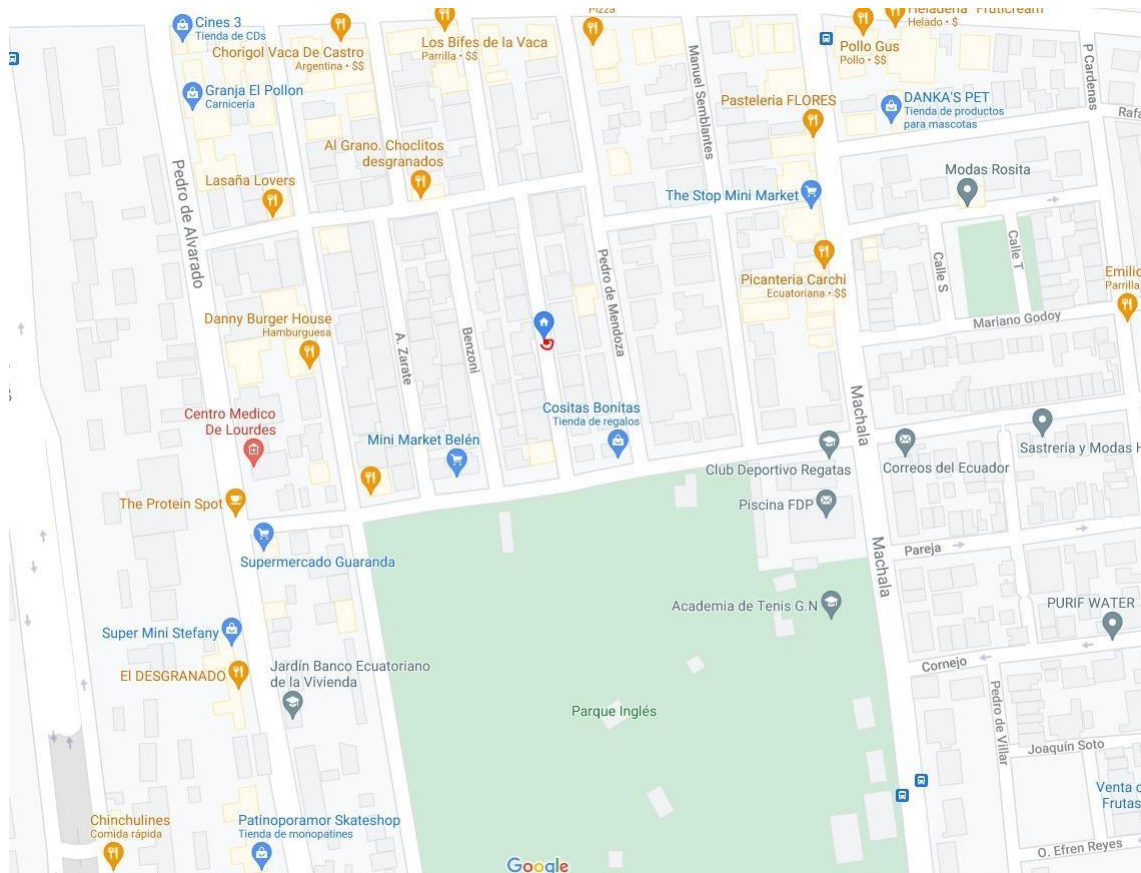 Cines 3
Tienda de CDs
Chorigol Vaca De Castro
Argentina • $$
Los Bifes de la Vaca
Parrilla • $$
Pizza
Heladería
Fruticream
Helado • $
Pollo Gus
Pollo • $$
P Cardenas
Granja El Pollon
Carnicería
Manuel Semblantes
Pasteleria FLORES
DANKA'S PET
Tienda de productos
para mascotas
Al Grano. Choclitos
desgranados
Pedro de Alvarado
Lasaña Lovers
The Stop Mini Market
Modas Rosita
Calle S
Calle T
Pedro de Mendoza
Picanteria Carchi
Ecuatoriana • $$
Parrilla
Mariano Godoy
Danny Burger House
Hamburguesa
A. Zarate
Benzoni
Machala
Centro Medico
De Lourdes
Cositas Bonitas
Tienda de regalos
Mini Market Belén
Club Deportivo Regatas
Correos del Ecuador
Sastreria y Modas
The Protein Spot
Piscina FDP
Supermercado Guaranda
Machala
Pareja
Academia de Tenis G.N
PURIF WATER
Super Mini Stefany
El DESGRANADO
Jardín Banco Ecuatoriano
de la Vivienda
Cornejo
Parque Inglés
Pedro de Villar
Joaquín Soto
Venta
Frutas
Chinchulines
Comida rápida
Patinoporamor Skateshop
Tienda de monopatines
Google
O. Efren Reyes